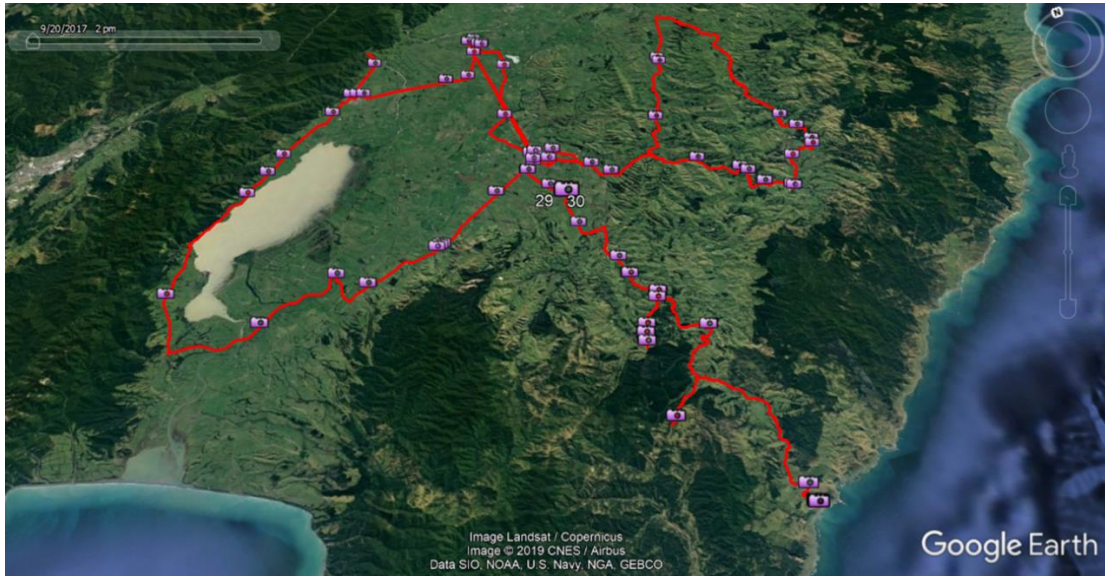 9/20/2017 2 pm
N
29 30
Image Landsat / Copernicus
Image © 2019 CNES / Airbus
Data SIO, NOAA, U.S. Navy, NGA, GEBCO
Google Earth